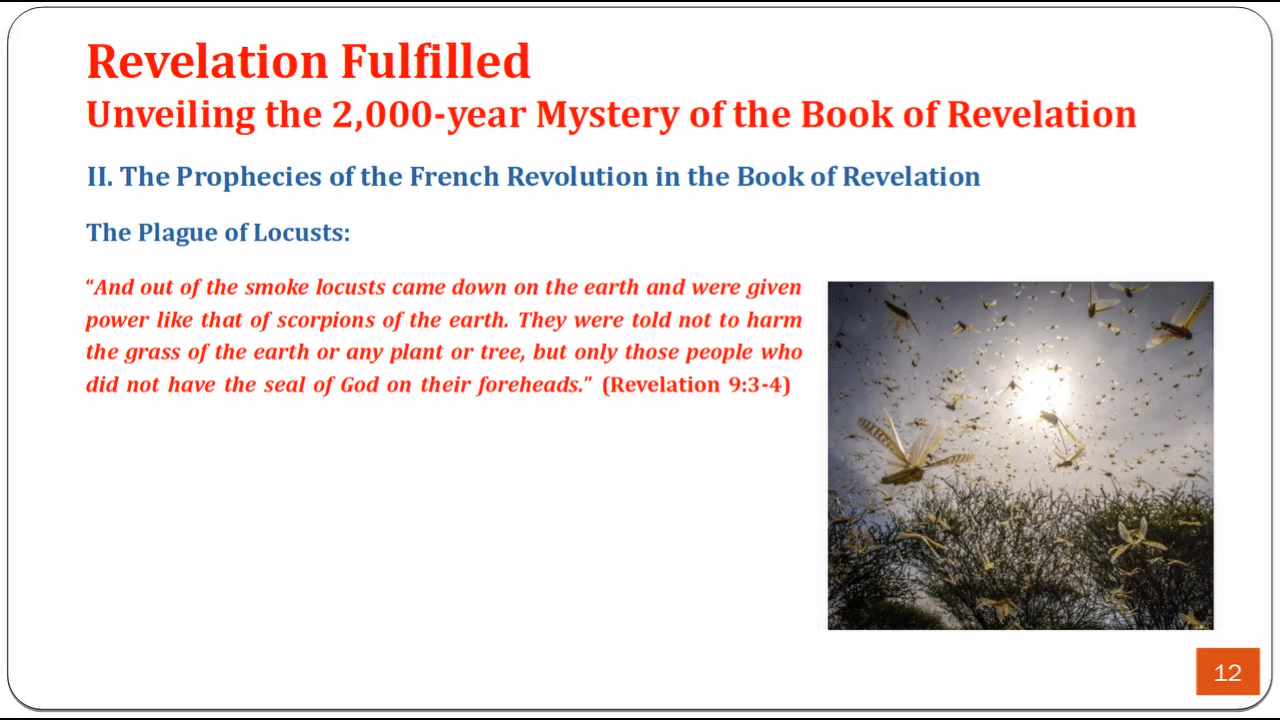 Revelation Fulfilled
Unveiling the 2,000-year Mystery of the Book of Revelation
II. The Prophecies of the French Revolution in the Book of Revelation
The Plague of Locusts:
“And out of the smoke locusts came down on the earth and were given
power like that of scorpions of the earth. They were told not to harm
the grass of the earth or any plant or tree, but only those people who
did not have the seal of God on their foreheads.” (Revelation 9:3-4)
12